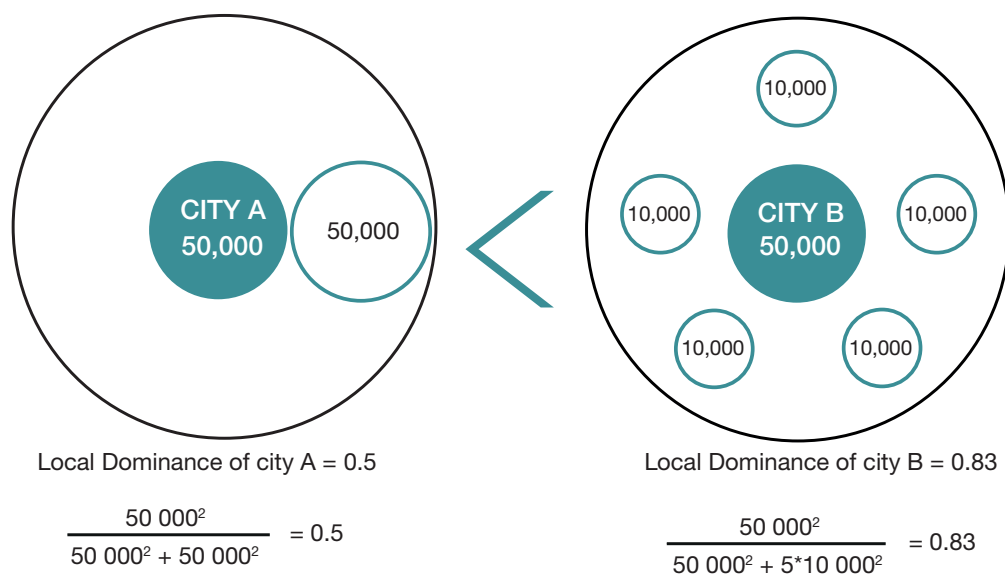 CITY A
50,000
50,000
10,000
10,000
CITY B
50,000
10,000
10,000
10,000
Local Dominance of city A = 0.5
50 000²
50 000² + 50 000²
= 0.5
Local Dominance of city B = 0.83
50 000²
50 000² + 5*10 000²
= 0.83